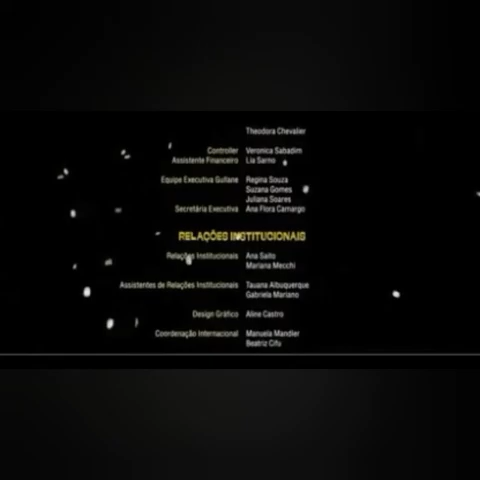 Theodora Chevalier
Controller Veronica Sabadim
Assistente Financeiro Lia Sarno
Equipe Executiva Gullane Regina Souza
Suzana Gomes
Juliana Soares
Secretária Executiva Ana Flora Camargo
RELAÇÕES INSTITUCIONAIS
Relações Institucionais Ana Saito
Mariana Mecchi
Assistentes de Relações Institucionais Tauana Albuquerque
Gabriela Mariano
Design Gráfico Aline Castro
Coordenação Internacional Manuela Mandler
Beatriz Cifu